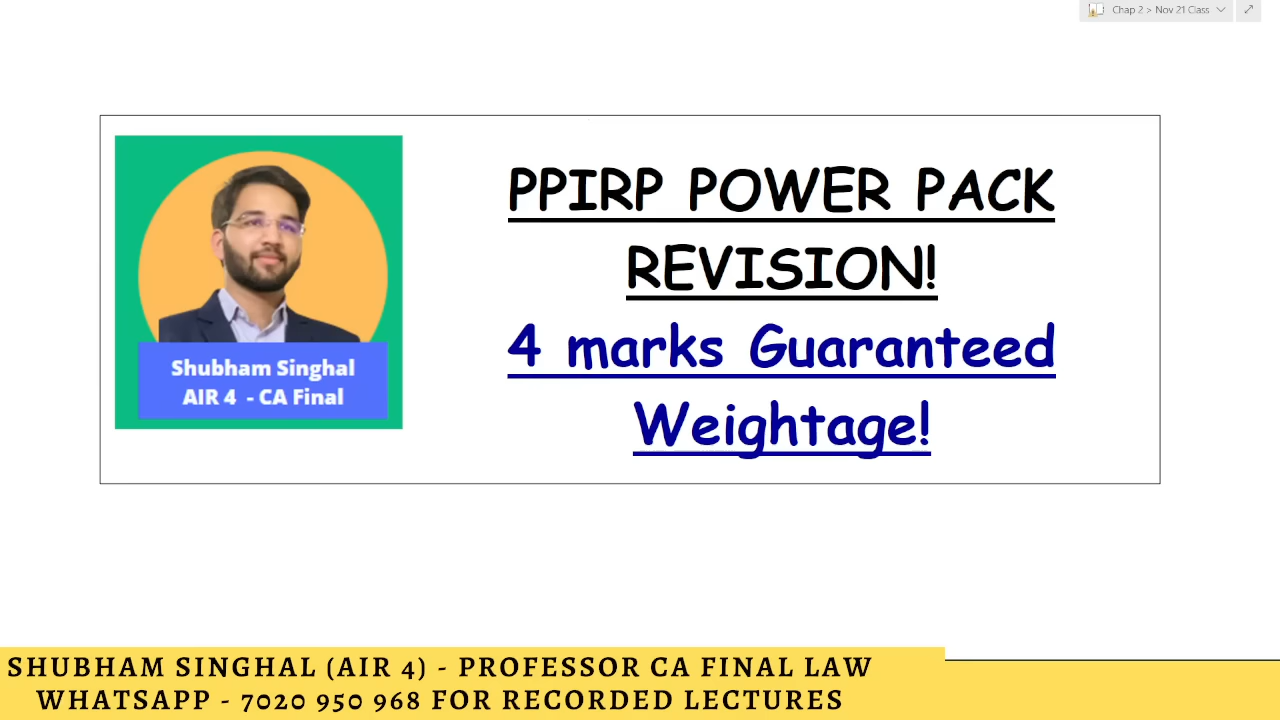 Chap 2 > Nov 21 Class
PPIRP POWER PACK
REVISION!
4 marks Guaranteed
Weightage!
Shubham Singhal
AIR 4 - CA Final
SHUBHAM SINGHAL (AIR 4) - PROFESSOR CA FINAL LAW
WHATSAPP - 7020 950 968 FOR RECORDED LECTURES